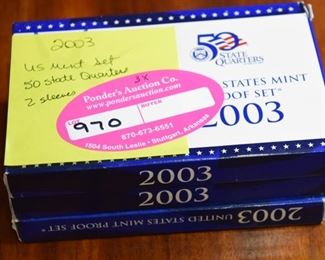 2003
US Mint Set
50 State Quarters
2 sleeves
3X
Ponder's Auction Co.
www.pondersauction.com
LOT
BUYER
970
870-673-6551
1504 South Leslie • Stuttgart, Arkansas
50
STATE
QUARTERS
STATES MINT
PROOF SET
2003
2003
2003
2003 UNITED STATES MINT PROOF SET